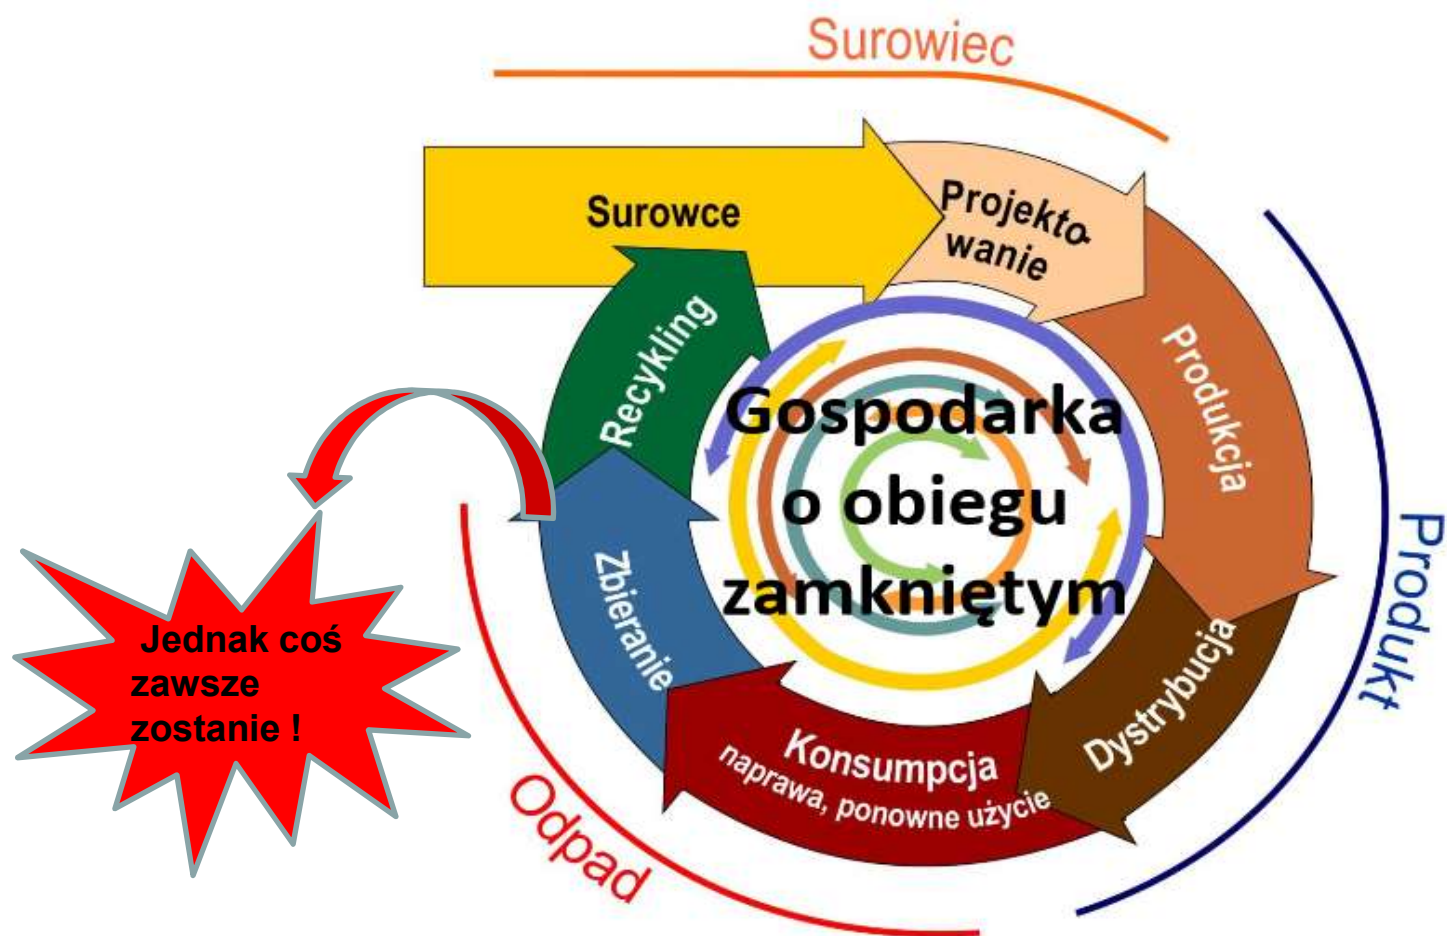 Surowiec
Surowce
Projekto-
wanie
Produkcja
Produkt
Dystrybucja
Konsumpcja
naprawa, ponowne użycie
Odpad
Zbieranie
Recykling
Gospodarka
o obiegu
zamkniętym
Jednak coś
zawsze
zostanie !